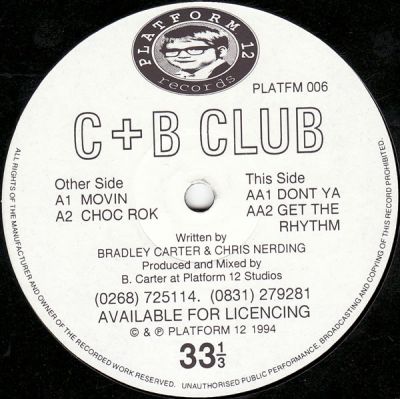 PLATFORM 12
records
PLATFM 006
C + B CLUB
Other Side
A1 MOVIN
A2 CHOC ROK
This Side
AA1 DONT YA
AA2 GET THE
RHYTHM
Written by
BRADLEY CARTER & CHRIS NERDING
Produced and Mixed by
B. Carter at Platform 12 Studios
(0268) 725114. (0831) 279281
AVAILABLE FOR LICENCING
© & ℗ PLATFORM 12 1994
33⅓
ALL RIGHTS OF THE MANUFACTURER AND OWNER OF THE RECORDED WORK RESERVED. UNAUTHORISED PUBLIC PERFORMANCE, BROADCASTING AND COPYING OF THIS RECORD PROHIBITED.